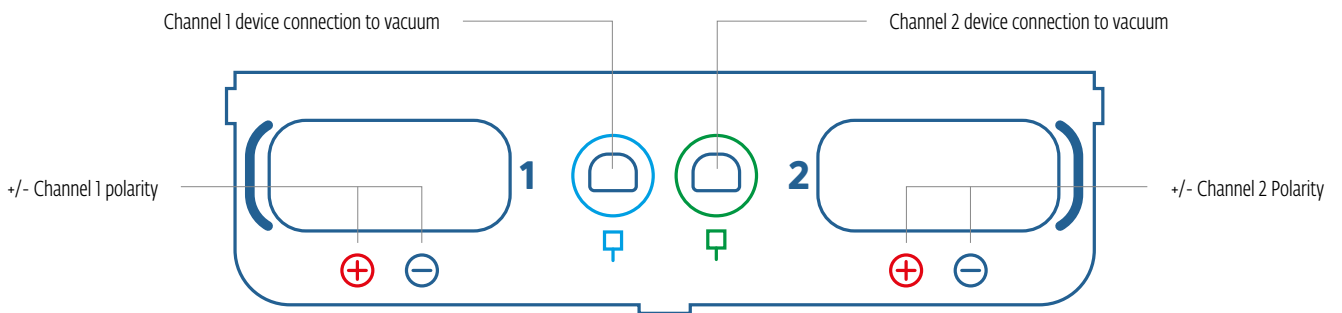 Channel 1 device connection to vacuum
Channel 2 device connection to vacuum
1
2
+/- Channel 1 polarity
+/- Channel 2 Polarity
+
−
+
−